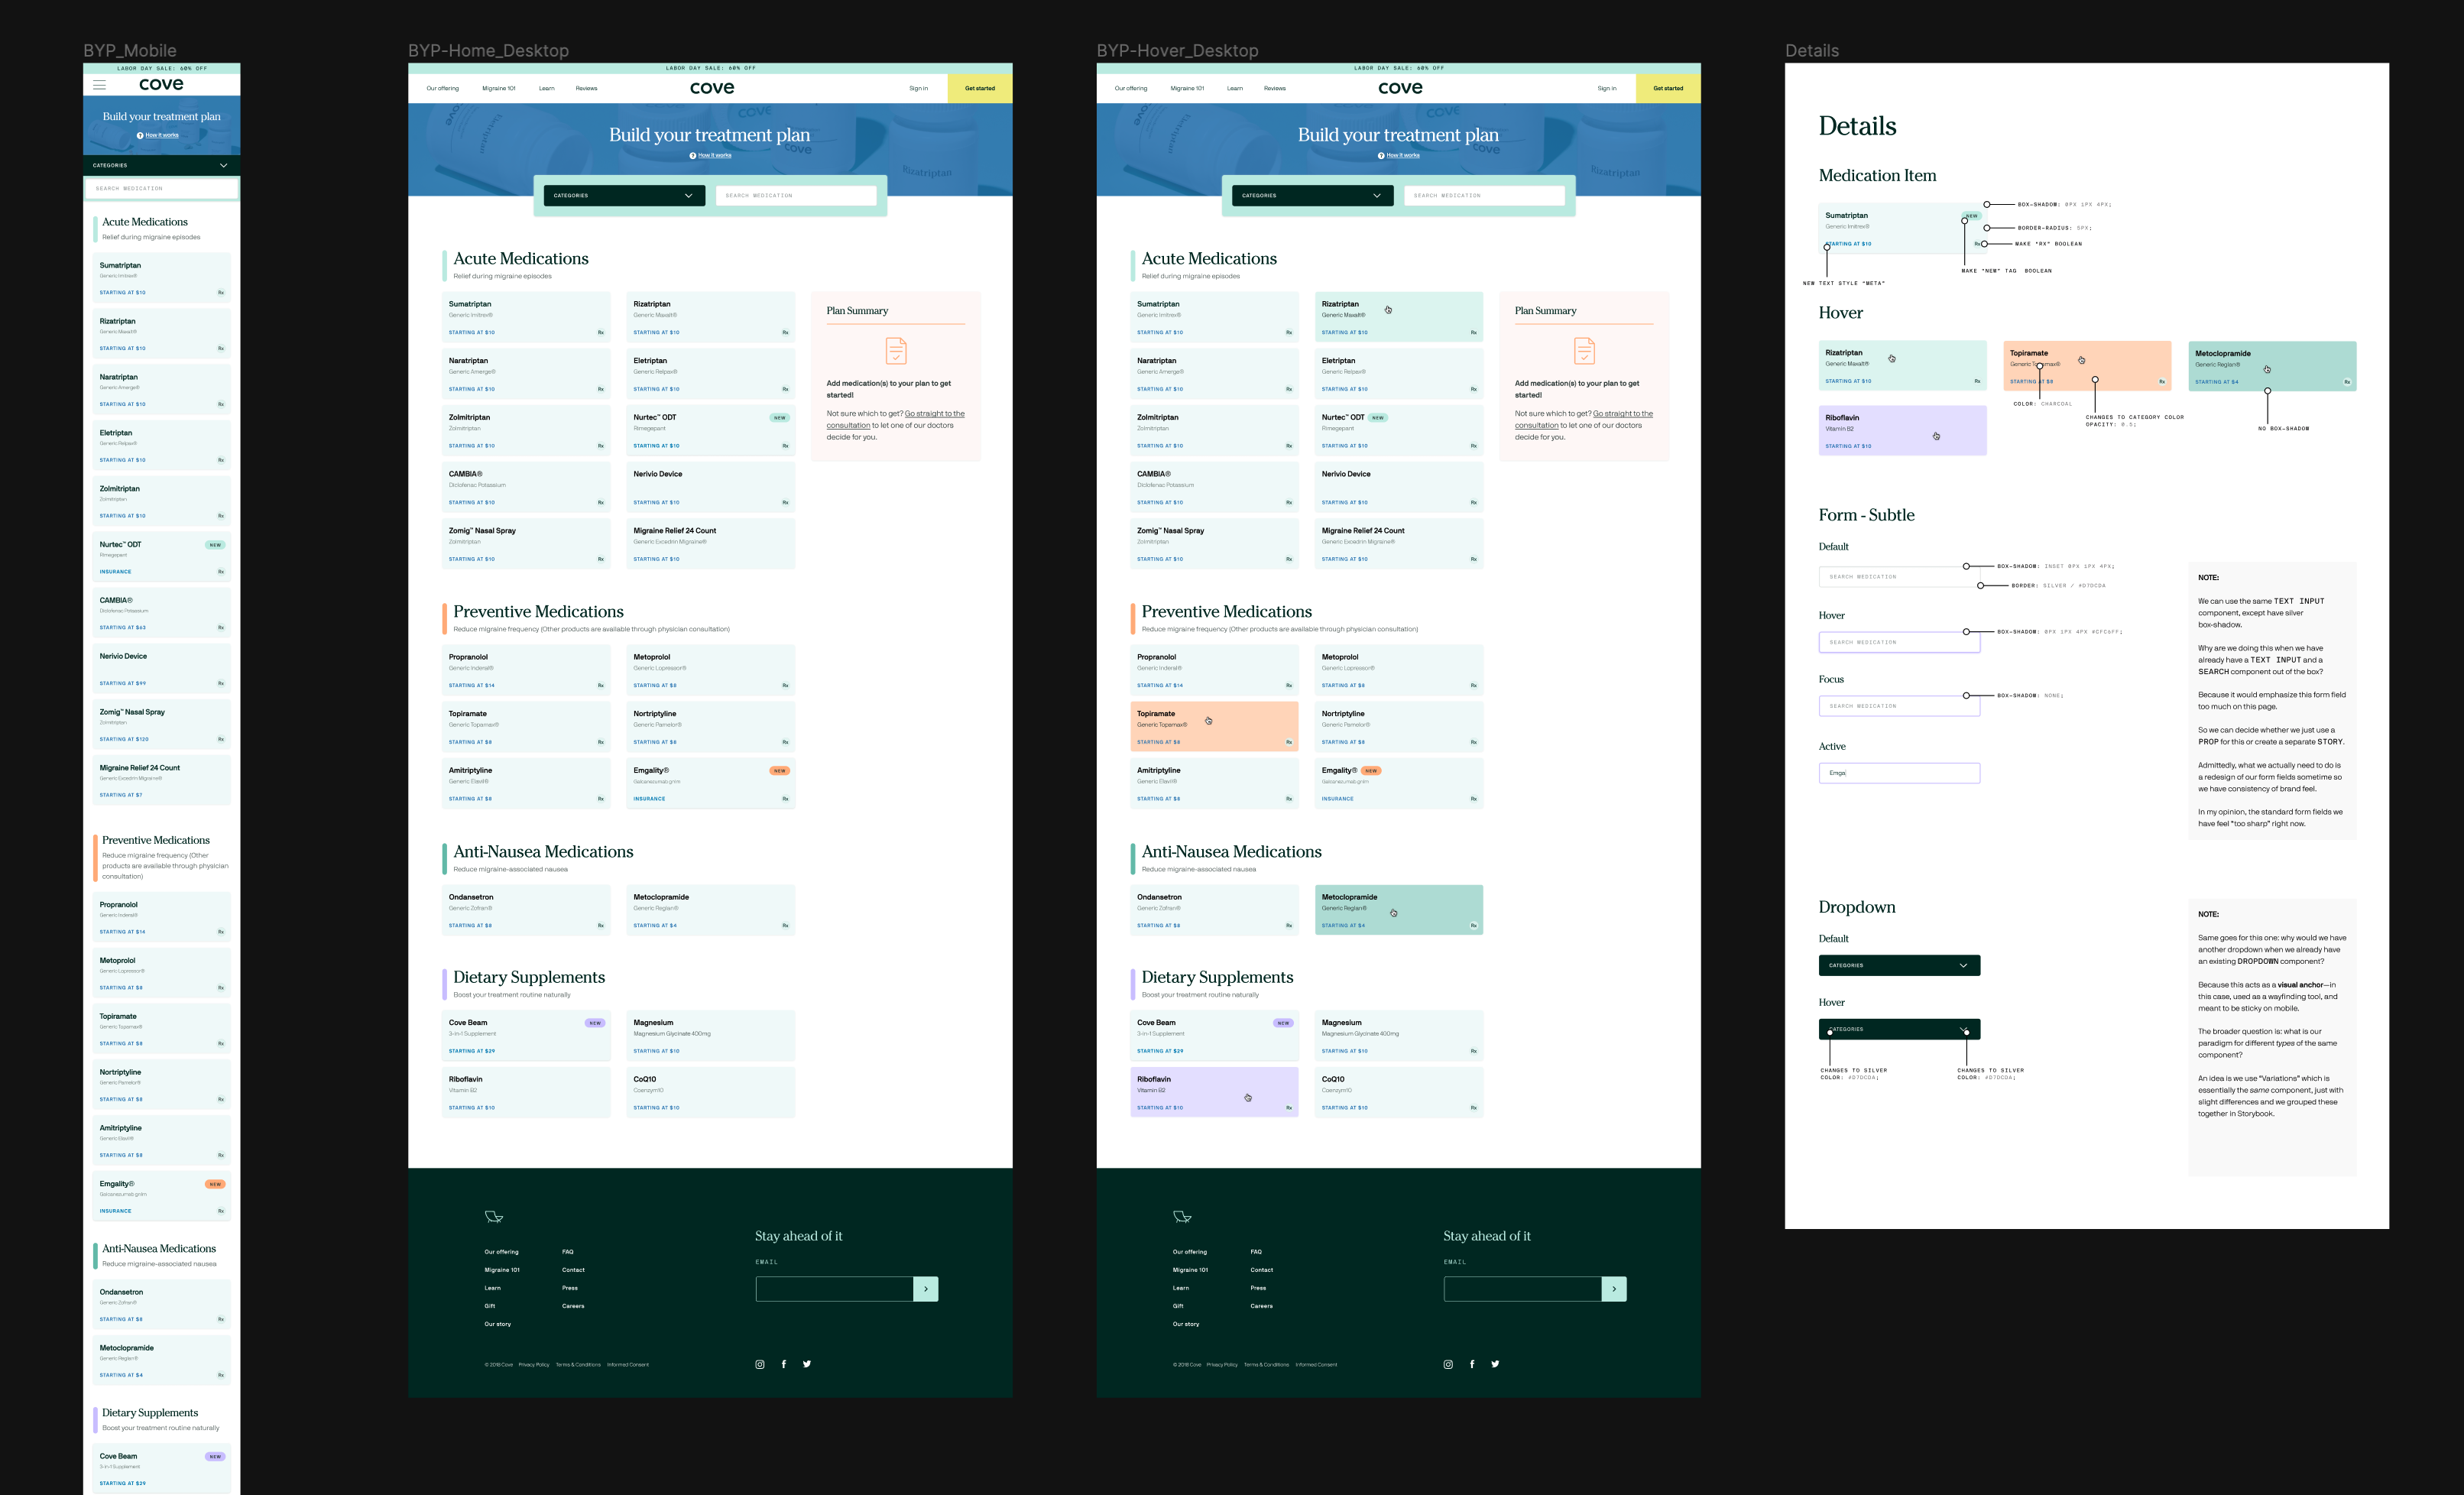 BYP_Mobile
LABOR DAY SALE: 60% OFF
cove
Build your treatment plan
How it works
CATEGORIES
SEARCH MEDICATION
Acute Medications
Relief during migraine episodes
Sumatriptan
Generic Imitrex®
STARTING AT $10
Rx
Rizatriptan
Generic Maxalt®
STARTING AT $10
Rx
Naratriptan
Generic Amerge®
STARTING AT $10
Rx
Eletriptan
Generic Relpax®
STARTING AT $10
Rx
Zolmitriptan
Zolmitriptan
STARTING AT $10
Rx
Nurtec™ ODT
NEW
Rimegepant
INSURANCE
Rx
CAMBIA®
Diclofenac Potassium
STARTING AT $63
Rx
Nerivio Device
STARTING AT $99
Rx
Zomig™ Nasal Spray
Zolmitriptan
STARTING AT $120
Rx
Migraine Relief 24 Count
Generic Excedrin Migraine®
STARTING AT $7
Preventive Medications
Reduce migraine frequency (Other
products are available through physician
consultation)
Propranolol
Generic Inderal®
STARTING AT $14
Rx
Metoprolol
Generic Lopressor®
STARTING AT $8
Rx
Topiramate
Generic Topamax®
STARTING AT $8
Rx
Nortriptyline
Generic Pamelor®
STARTING AT $8
Rx
Amitriptyline
Generic Elavil®
STARTING AT $8
Rx
Emgality®
NEW
Galcanezumab gnlm
INSURANCE
Rx
Anti-Nausea Medications
Reduce migraine-associated nausea
Ondansetron
Generic Zofran®
STARTING AT $8
Rx
Metoclopramide
Generic Reglan®
STARTING AT $4
Rx
Dietary Supplements
Boost your treatment routine naturally
Cove Beam
NEW
3-in-1 Supplement
STARTING AT $29
BYP-Home_Desktop
LABOR DAY SALE: 60% OFF
Our offering Migraine 101 Learn Reviews cove Sign in Get started
Build your treatment plan
How it works
CATEGORIES SEARCH MEDICATION
Acute Medications
Relief during migraine episodes
Sumatriptan Rizatriptan
Generic Imitrex® Generic Maxalt®
STARTING AT $10 Rx STARTING AT $10 Rx
Naratriptan Eletriptan
Generic Amerge® Generic Relpax®
STARTING AT $10 Rx STARTING AT $10 Rx
Zolmitriptan Nurtec™ ODT NEW
Zolmitriptan Rimegepant
STARTING AT $10 Rx STARTING AT $10 Rx
CAMBIA® Nerivio Device
Diclofenac Potassium
STARTING AT $10 Rx STARTING AT $10 Rx
Zomig™ Nasal Spray Migraine Relief 24 Count
Zolmitriptan Generic Excedrin Migraine®
STARTING AT $10 Rx STARTING AT $10
Plan Summary
Add medication(s) to your plan to get
started!
Not sure which to get? Go straight to the
consultation to let one of our doctors
decide for you.
Preventive Medications
Reduce migraine frequency (Other products are available through physician consultation)
Propranolol Metoprolol
Generic Inderal® Generic Lopressor®
STARTING AT $14 Rx STARTING AT $8 Rx
Topiramate Nortriptyline
Generic Topamax® Generic Pamelor®
STARTING AT $8 Rx STARTING AT $8 Rx
Amitriptyline Emgality® NEW
Generic Elavil® Galcanezumab gnlm
STARTING AT $8 Rx INSURANCE Rx
Anti-Nausea Medications
Reduce migraine-associated nausea
Ondansetron Metoclopramide
Generic Zofran® Generic Reglan®
STARTING AT $8 Rx STARTING AT $4 Rx
Dietary Supplements
Boost your treatment routine naturally
Cove Beam NEW Magnesium
3-in-1 Supplement Magnesium Glycinate 400mg
STARTING AT $29 STARTING AT $10
Riboflavin CoQ10
Vitamin B2 Coenzym10
STARTING AT $10 STARTING AT $10
Stay ahead of it
Our offering FAQ EMAIL
Migraine 101 Contact
Learn Press
Gift Careers
Our story
© 2018 Cove Privacy Policy Terms & Conditions Informed Consent
BYP-Hover_Desktop
LABOR DAY SALE: 60% OFF
Our offering Migraine 101 Learn Reviews cove Sign in Get started
Build your treatment plan
How it works
CATEGORIES SEARCH MEDICATION
Acute Medications
Relief during migraine episodes
Sumatriptan Rizatriptan
Generic Imitrex® Generic Maxalt®
STARTING AT $10 Rx STARTING AT $10 Rx
Naratriptan Eletriptan
Generic Amerge® Generic Relpax®
STARTING AT $10 Rx STARTING AT $10 Rx
Zolmitriptan Nurtec™ ODT NEW
Zolmitriptan Rimegepant
STARTING AT $10 Rx STARTING AT $10 Rx
CAMBIA® Nerivio Device
Diclofenac Potassium
STARTING AT $10 Rx STARTING AT $10 Rx
Zomig™ Nasal Spray Migraine Relief 24 Count
Zolmitriptan Generic Excedrin Migraine®
STARTING AT $10 Rx STARTING AT $10 Rx
Plan Summary
Add medication(s) to your plan to get
started!
Not sure which to get? Go straight to the
consultation to let one of our doctors
decide for you.
Preventive Medications
Reduce migraine frequency (Other products are available through physician consultation)
Propranolol Metoprolol
Generic Inderal® Generic Lopressor®
STARTING AT $14 Rx STARTING AT $8 Rx
Topiramate Nortriptyline
Generic Topamax® Generic Pamelor®
STARTING AT $8 Rx STARTING AT $8 Rx
Amitriptyline Emgality® NEW
Generic Elavil® Galcanezumab gnlm
STARTING AT $8 Rx INSURANCE Rx
Anti-Nausea Medications
Reduce migraine-associated nausea
Ondansetron Metoclopramide
Generic Zofran® Generic Reglan®
STARTING AT $8 Rx STARTING AT $4 Rx
Dietary Supplements
Boost your treatment routine naturally
Cove Beam NEW Magnesium
3-in-1 Supplement Magnesium Glycinate 400mg
STARTING AT $29 STARTING AT $10 Rx
Riboflavin CoQ10
Vitamin B2 Coenzym10
STARTING AT $10 Rx STARTING AT $10 Rx
Stay ahead of it
Our offering FAQ EMAIL
Migraine 101 Contact
Learn Press
Gift Careers
Our story
© 2018 Cove Privacy Policy Terms & Conditions Informed Consent
Details
Details
Medication Item
BOX-SHADOW: 0PX 1PX 4PX;
Sumatriptan NEW
Generic Imitrex®
BORDER-RADIUS: 5PX;
STARTING AT $10 Rx
MAKE "RX" BOOLEAN
MAKE "NEW" TAG BOOLEAN
NEW TEXT STYLE "META"
Hover
Rizatriptan Topiramate Metoclopramide
Generic Maxalt® Generic Topamax® Generic Reglan®
STARTING AT $10 Rx STARTING AT $8 Rx STARTING AT $4 Rx
COLOR: CHARCOAL
CHANGES TO CATEGORY COLOR
OPACITY: 0.5;
NO BOX-SHADOW
Riboflavin
Vitamin B2
STARTING AT $10
Form - Subtle
Default
SEARCH MEDICATION
BOX-SHADOW: INSET 0PX 1PX 4PX;
BORDER: SILVER / #D7DCDA
Hover
SEARCH MEDICATION
BOX-SHADOW: 0PX 1PX 4PX #CFC6FF;
Focus
SEARCH MEDICATION
BOX-SHADOW: NONE;
Active
Emga
NOTE:
We can use the same TEXT INPUT
component, except have silver
box-shadow.
Why are we doing this when we have
already have a TEXT INPUT and a
SEARCH component out of the box?
Because it would emphasize this form field
too much on this page.
So we can decide whether we just use a
PROP for this or create a separate STORY.
Admittedly, what we actually need to do is
a redesign of our form fields sometime so
we have consistency of brand feel.
In my opinion, the standard form fields we
have feel "too sharp" right now.
Dropdown
Default
CATEGORIES
Hover
CATEGORIES
CHANGES TO SILVER
COLOR: #D7DCDA;
CHANGES TO SILVER
COLOR: #D7DCDA;
NOTE:
Same goes for this one: why would we have
another dropdown when we already have
an existing DROPDOWN component?
Because this acts as a visual anchor—in
this case, used as a wayfinding tool, and
meant to be sticky on mobile.
The broader question is: what is our
paradigm for different types of the same
component?
An idea is we use "Variations" which is
essentially the same component, just with
slight differences and we grouped these
together in Storybook.